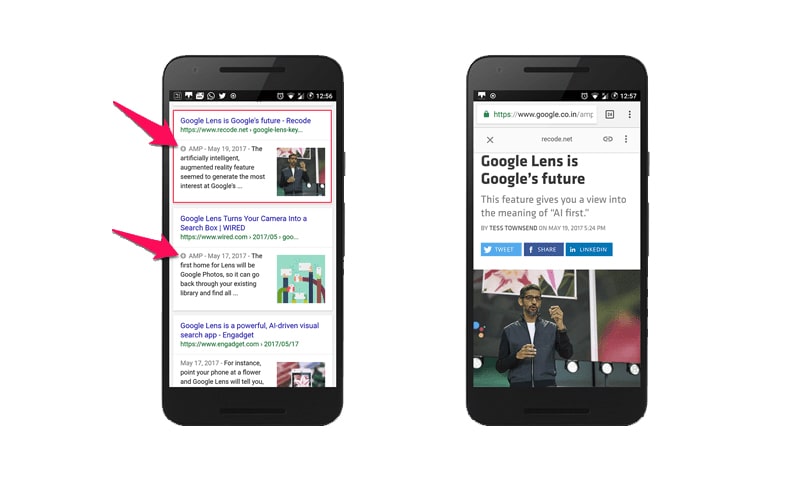 12:56
Google Lens is Google's future - Recode
https://www.recode.net › google-lens-key...
AMP - May 19, 2017 - The
artificially intelligent,
augmented reality feature
seemed to generate the most
interest at Google's ...
Google Lens Turns Your Camera Into a
Search Box | WIRED
https://www.wired.com › 2017/05 › goo...
AMP - May 17, 2017 - The
first home for Lens will be
Google Photos, so it can go
back through your existing
library and find all ...
Google Lens is a powerful, AI-driven visual
search app - Engadget
https://www.engadget.com › 2017/05/17
May 17, 2017 - For instance,
point your phone at a flower
and Google Lens will tell you,
12:57
https://www.google.co.in/amp
recode.net
Google Lens is
Google's future
This feature gives you a view into
the meaning of "AI first."
BY TESS TOWNSEND ON MAY 19, 2017 5:24 PM
TWEET
SHARE
LINKEDIN